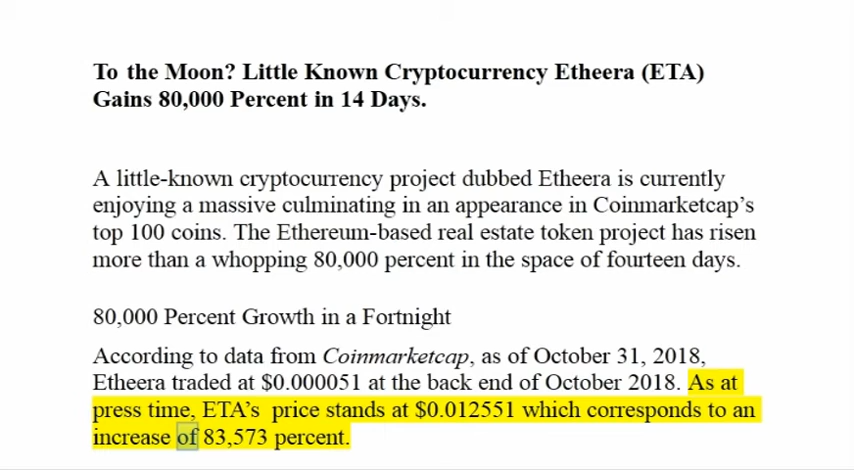 To the Moon? Little Known Cryptocurrency Etheera (ETA)
Gains 80,000 Percent in 14 Days.
A little-known cryptocurrency project dubbed Etheera is currently
enjoying a massive culminating in an appearance in Coinmarketcap’s
top 100 coins. The Ethereum-based real estate token project has risen
more than a whopping 80,000 percent in the space of fourteen days.
80,000 Percent Growth in a Fortnight
According to data from Coinmarketcap, as of October 31, 2018,
Etheera traded at $0.000051 at the back end of October 2018. As at
press time, ETA’s  price stands at $0.012551 which corresponds to an
increase of 83,573 percent.